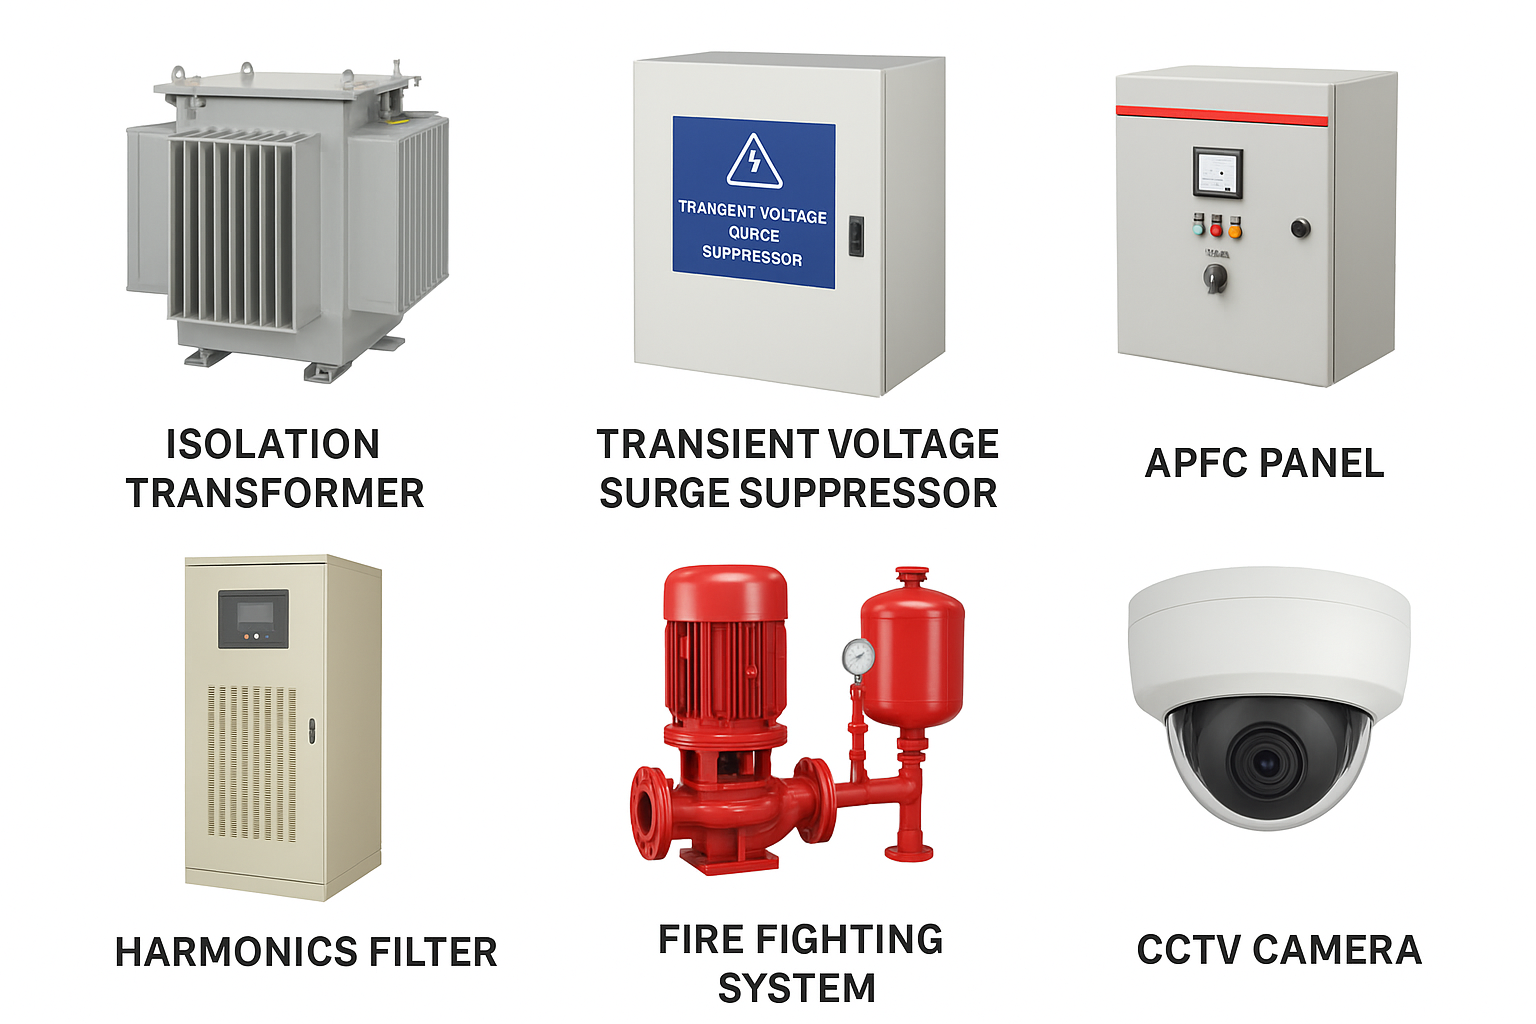 TRANGENT VOLTAGE
QURCE
SUPPRESSOR
ISOLATION
TRANSFORMER
TRANSIENT VOLTAGE
SURGE SUPPRESSOR
APFC PANEL
HARMONICS FILTER
FIRE FIGHTING
SYSTEM
CCTV CAMERA